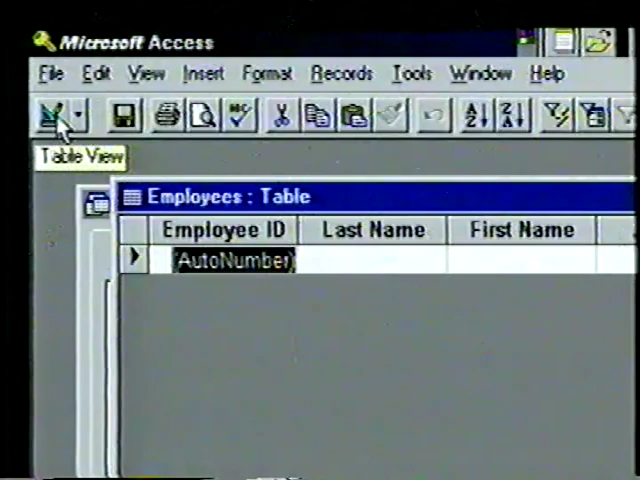 Microsoft Access
File Edit View Insert Format Records Tools Window Help
ABC
A Z Z A
Table View
Employees : Table
Employee ID Last Name First Name
(AutoNumber)